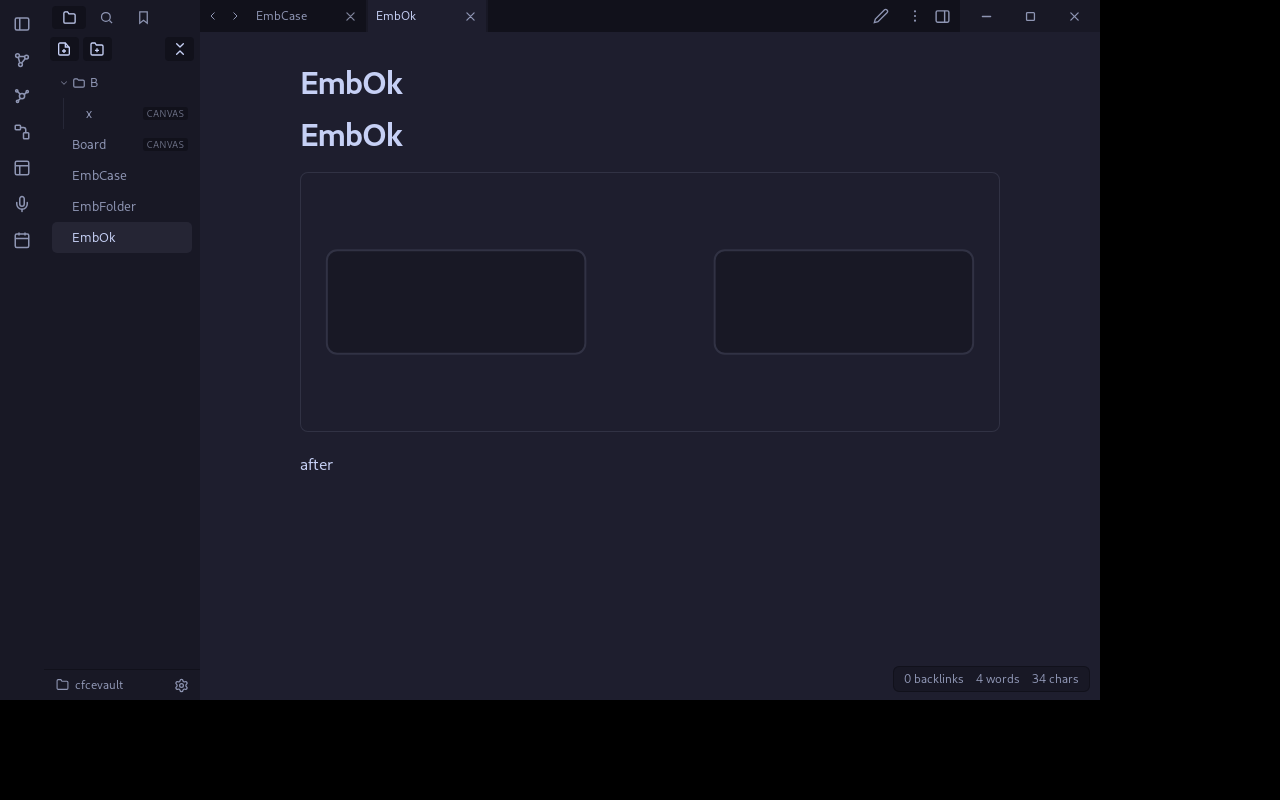 EmbCase
EmbOk
B
x CANVAS
Board CANVAS
EmbCase
EmbFolder
EmbOk
EmbOk
EmbOk
after
cfcevault
0 backlinks 4 words 34 chars